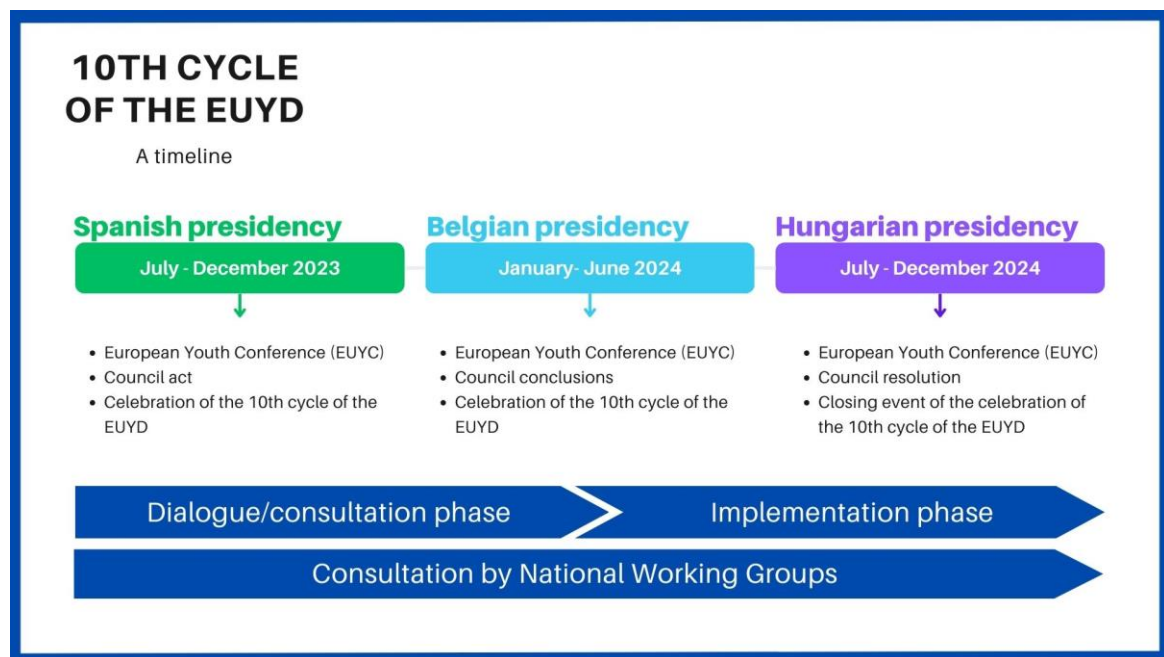 10TH CYCLE
OF THE EUYD
A timeline
Spanish presidency
July - December 2023
• European Youth Conference (EUYC)
• Council act
• Celebration of the 10th cycle of the
EUYD
Belgian presidency
January- June 2024
• European Youth Conference (EUYC)
• Council conclusions
• Celebration of the 10th cycle of the
EUYD
Hungarian presidency
July - December 2024
• European Youth Conference (EUYC)
• Council resolution
• Closing event of the celebration of
the 10th cycle of the EUYD
Dialogue/consultation phase
Implementation phase
Consultation by National Working Groups